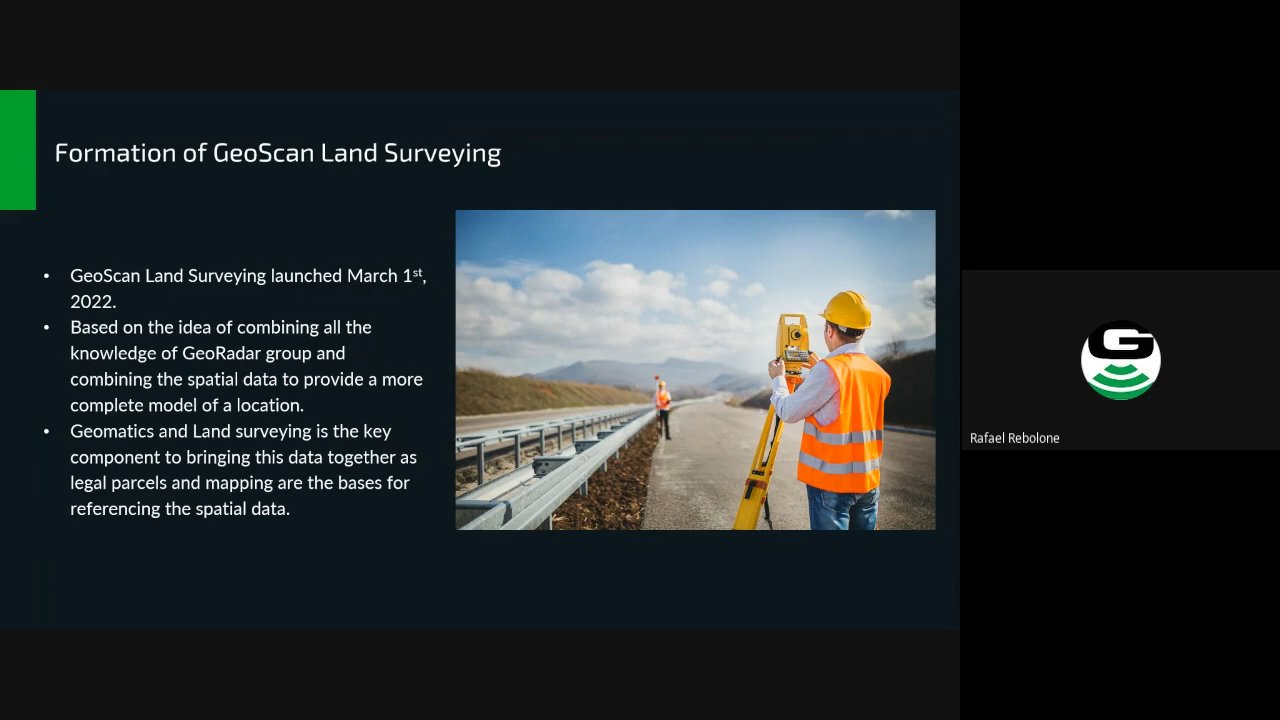 Formation of GeoScan Land Surveying
• GeoScan Land Surveying launched March 1st,
2022.
• Based on the idea of combining all the
knowledge of GeoRadar group and
combining the spatial data to provide a more
complete model of a location.
• Geomatics and Land surveying is the key
component to bringing this data together as
legal parcels and mapping are the bases for
referencing the spatial data.
G
Rafael Rebolone